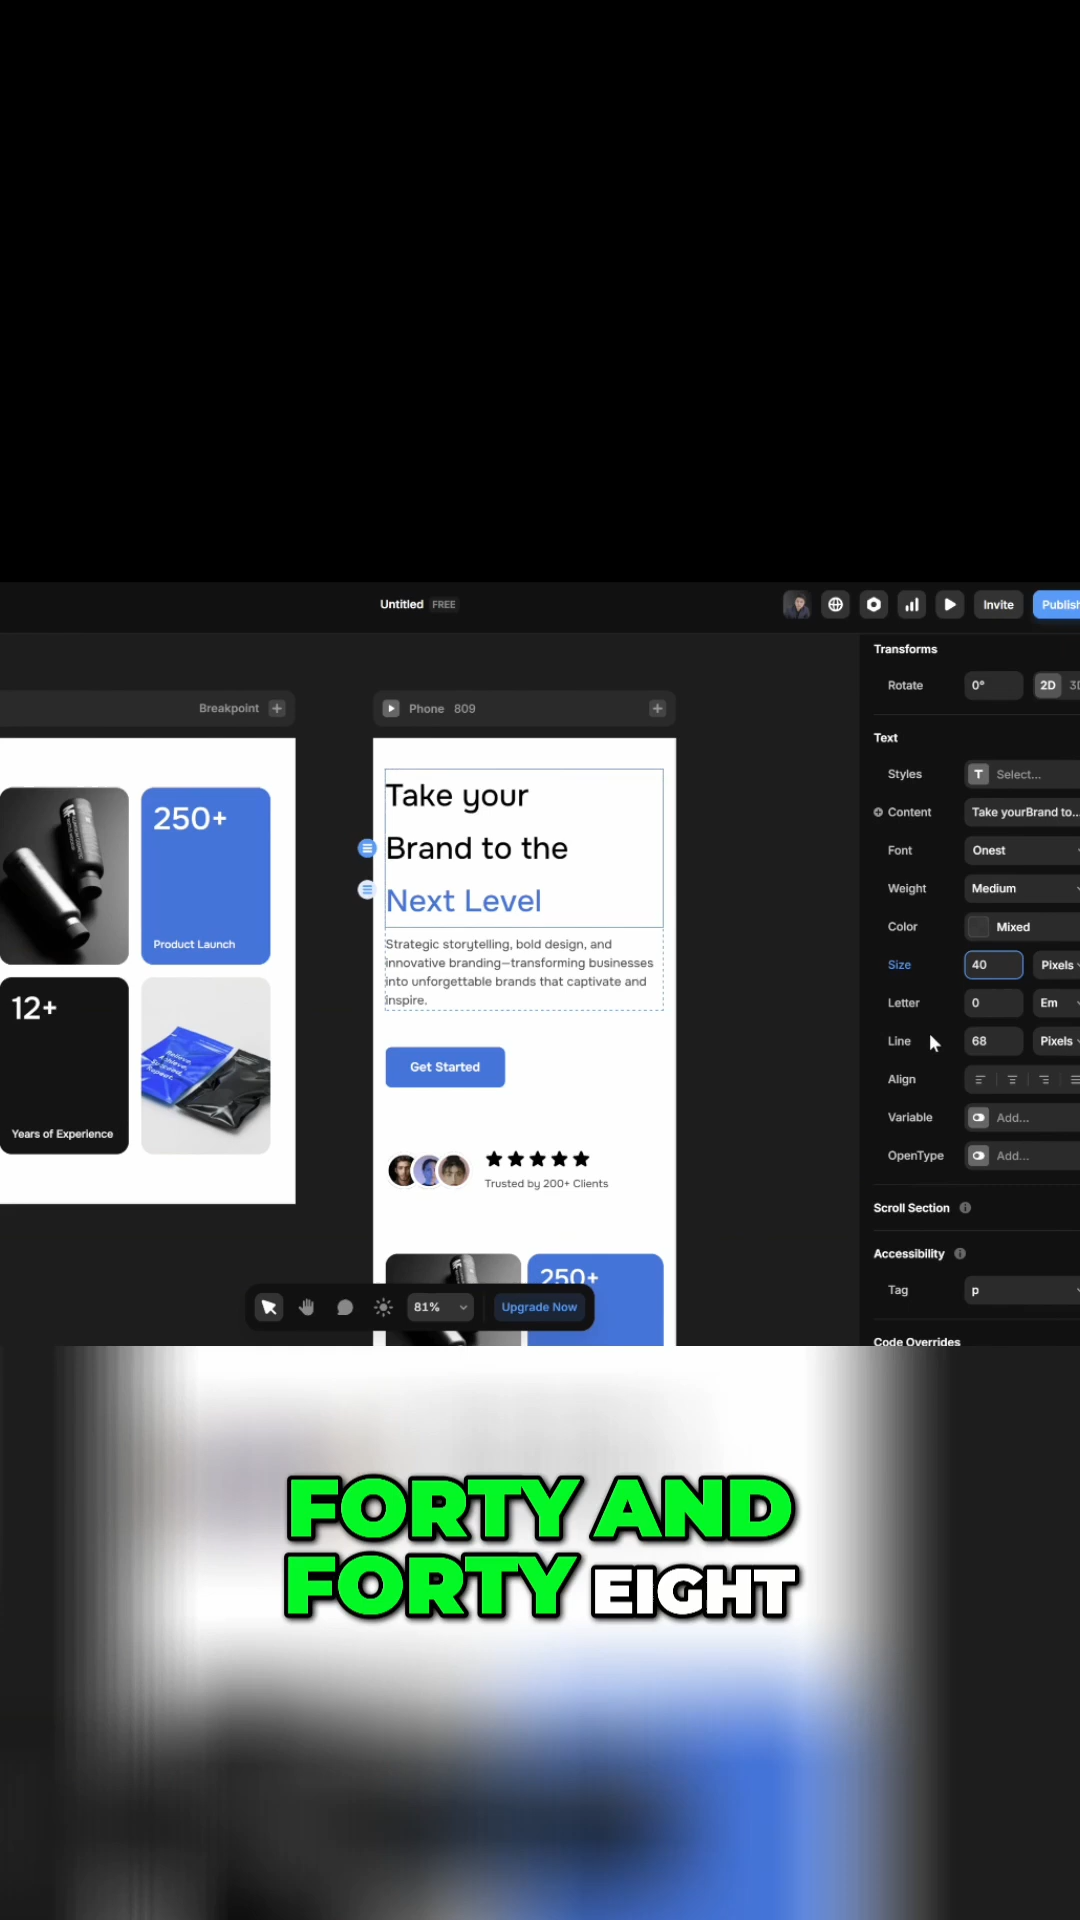 Untitled FREE
Invite
Publish
Breakpoint
Phone 809
250+
Product Launch
12+
Years of Experience
Take your
Brand to the
Next Level
Strategic storytelling, bold design, and
innovative branding—transforming businesses
into unforgettable brands that captivate and
inspire.
Get Started
Trusted by 200+ Clients
250+
81%
Upgrade Now
Transforms
Rotate 0° 2D 3D
Text
Styles T Select...
Content Take yourBrand to...
Font Onest
Weight Medium
Color Mixed
Size 40 Pixels
Letter 0 Em
Line 68 Pixels
Align
Variable Add...
OpenType Add...
Scroll Section
Accessibility
Tag p
Code Overrides
FORTY AND
FORTY EIGHT